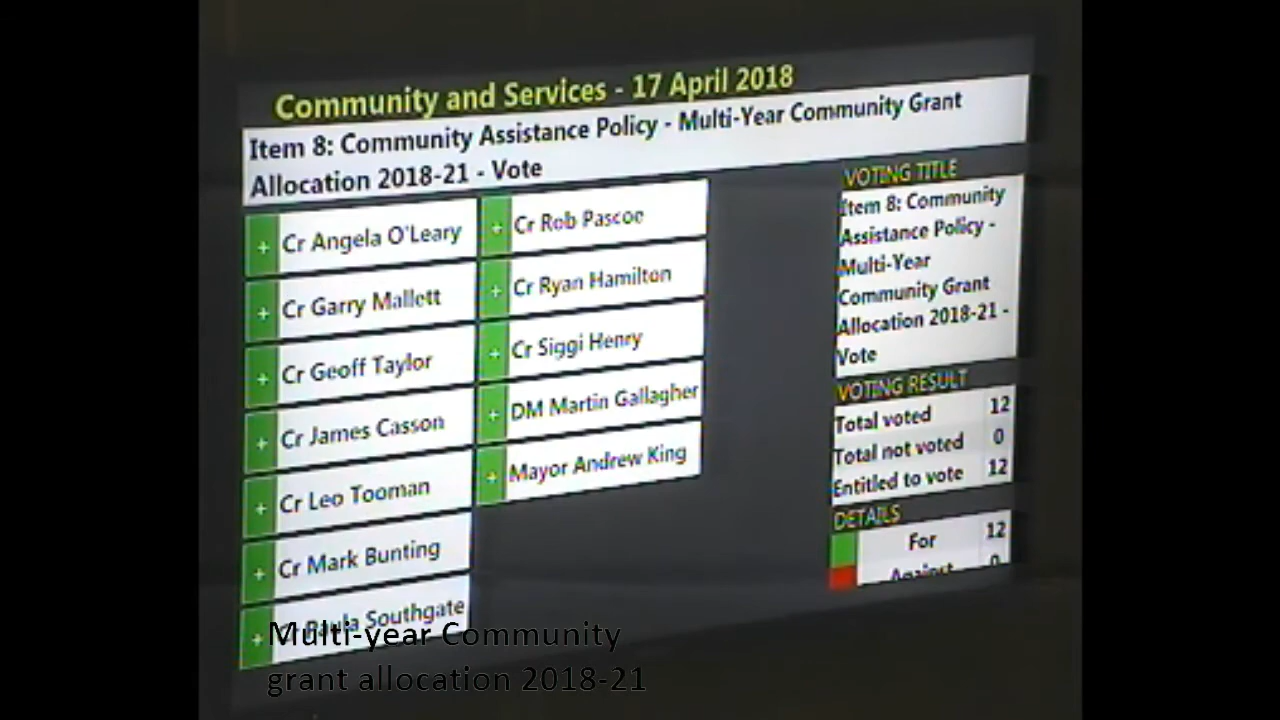 Community and Services - 17 April 2018
Item 8: Community Assistance Policy - Multi-Year Community Grant
Allocation 2018-21 - Vote
+ Cr Angela O'Leary
+ Cr Garry Mallett
+ Cr Geoff Taylor
+ Cr James Casson
+ Cr Leo Tooman
+ Cr Mark Bunting
+ Cr Paula Southgate
+ Cr Rob Pascoe
+ Cr Ryan Hamilton
+ Cr Siggi Henry
+ DM Martin Gallagher
+ Mayor Andrew King
VOTING TITLE
Item 8: Community
Assistance Policy -
Multi-Year
Community Grant
Allocation 2018-21 -
Vote
VOTING RESULT
Total voted 12
Total not voted 0
Entitled to vote 12
DETAILS
For 12
Against 0
Multi-year Community
grant allocation 2018-21